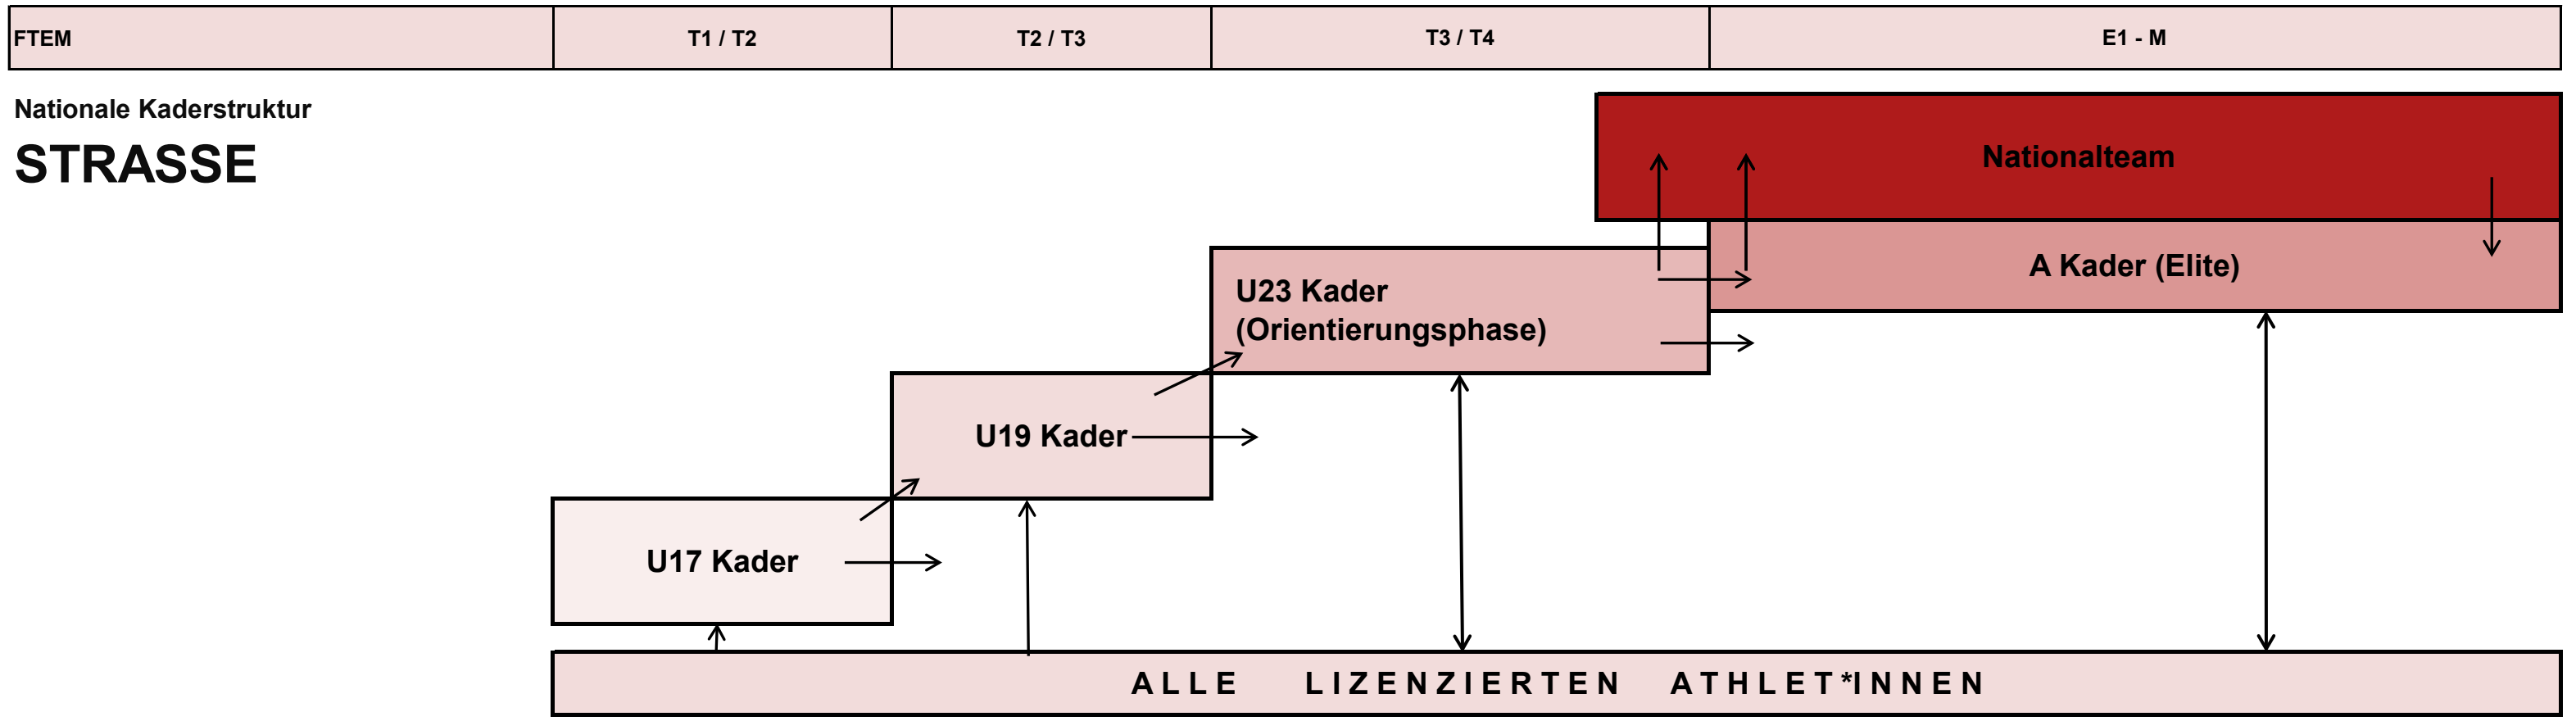 FTEM
T1 / T2
T2 / T3
T3 / T4
E1 - M
Nationale Kaderstruktur
STRASSE
Nationalteam
A Kader (Elite)
U23 Kader
(Orientierungsphase)
U19 Kader
U17 Kader
ALLE LIZENZIERTEN ATHLET*INNEN